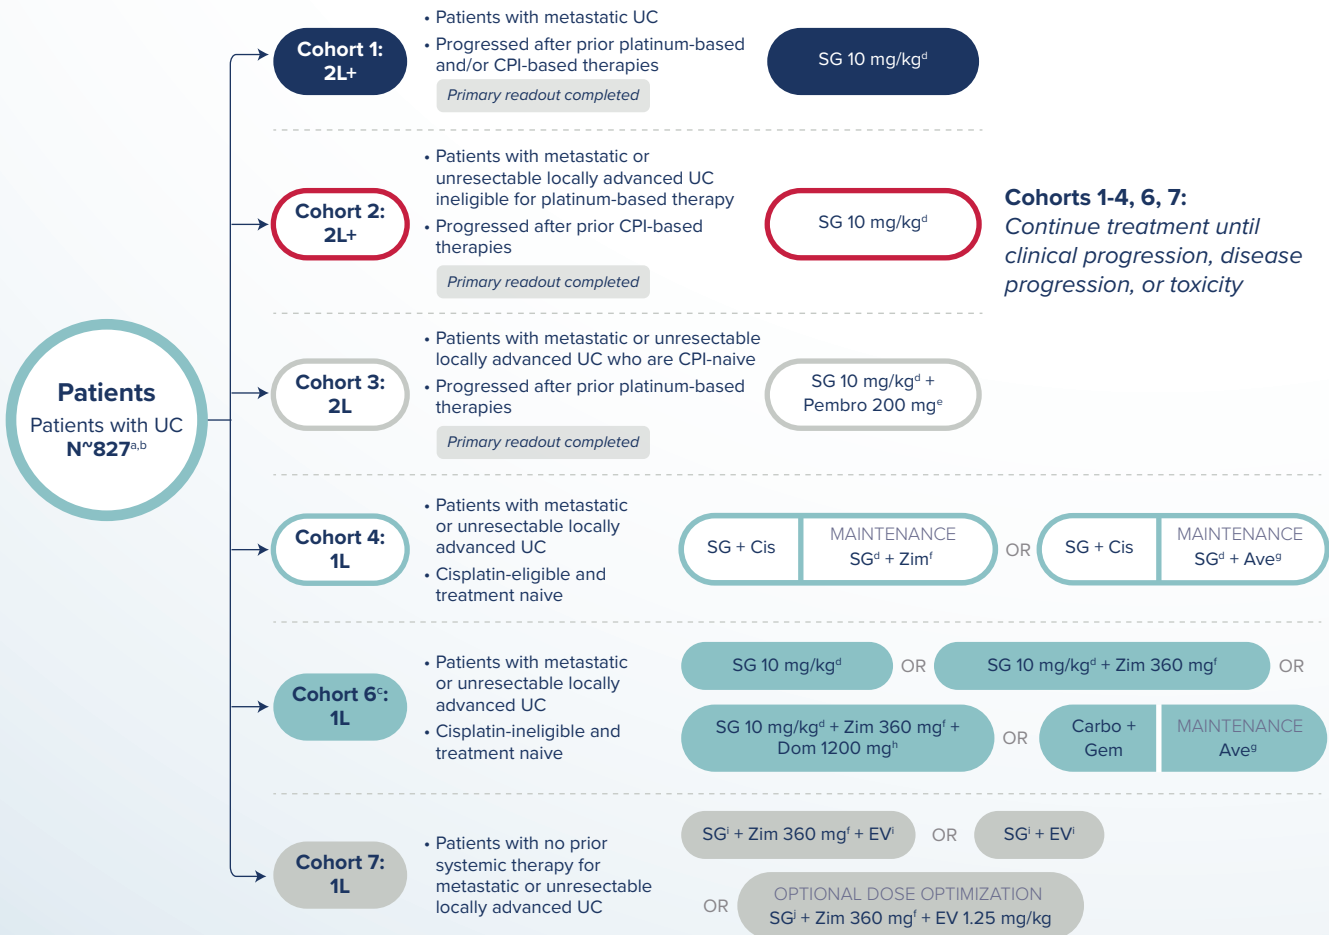 Patients
Patients with UC
N~827a,b
Cohort 1:
2L+
• Patients with metastatic UC
• Progressed after prior platinum-based
and/or CPI-based therapies
Primary readout completed
SG 10 mg/kgd
Cohort 2:
2L+
• Patients with metastatic or
unresectable locally advanced UC
ineligible for platinum-based therapy
• Progressed after prior CPI-based
therapies
Primary readout completed
SG 10 mg/kgd
Cohorts 1-4, 6, 7:
Continue treatment until
clinical progression, disease
progression, or toxicity
Cohort 3:
2L
• Patients with metastatic or unresectable
locally advanced UC who are CPI-naive
• Progressed after prior platinum-based
therapies
Primary readout completed
SG 10 mg/kgd +
Pembro 200 mge
Cohort 4:
1L
• Patients with metastatic
or unresectable locally
advanced UC
• Cisplatin-eligible and
treatment naive
SG + Cis
MAINTENANCE
SGd + Zimf
OR
SG + Cis
MAINTENANCE
SGd + Aveg
Cohort 6c:
1L
• Patients with metastatic
or unresectable locally
advanced UC
• Cisplatin-ineligible and
treatment naive
SG 10 mg/kgd
OR
SG 10 mg/kgd + Zim 360 mgf
OR
SG 10 mg/kgd + Zim 360 mgf +
Dom 1200 mgh
OR
Carbo +
Gem
MAINTENANCE
Aveg
Cohort 7:
1L
• Patients with no prior
systemic therapy for
metastatic or unresectable
locally advanced UC
SGi + Zim 360 mgf + EVi
OR
SGi + EVi
OR
OPTIONAL DOSE OPTIMIZATION
SGj + Zim 360 mgf + EV 1.25 mg/kg